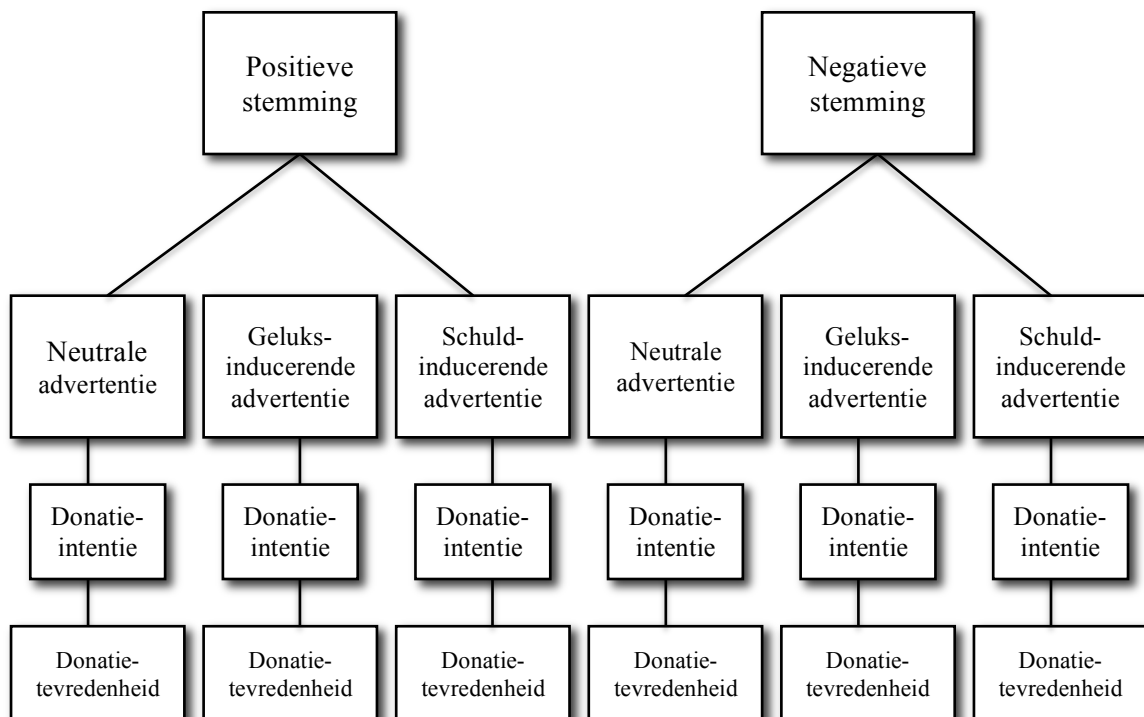 Positieve
stemming
Negatieve
stemming
Neutrale
advertentie
Geluks-
inducerende
advertentie
Schuld-
inducerende
advertentie
Neutrale
advertentie
Geluks-
inducerende
advertentie
Schuld-
inducerende
advertentie
Donatie-
intentie
Donatie-
intentie
Donatie-
intentie
Donatie-
intentie
Donatie-
intentie
Donatie-
intentie
Donatie-
tevredenheid
Donatie-
tevredenheid
Donatie-
tevredenheid
Donatie-
tevredenheid
Donatie-
tevredenheid
Donatie-
tevredenheid